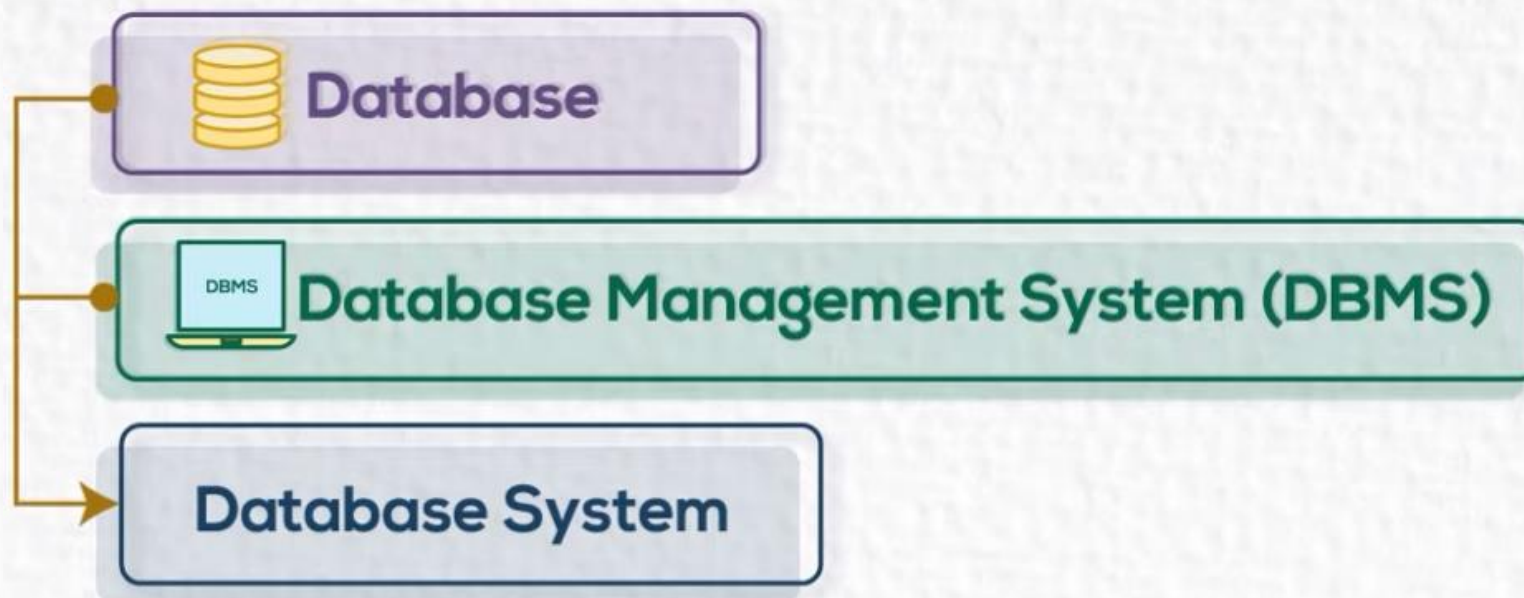 Database
DBMS
Database Management System (DBMS)
Database System